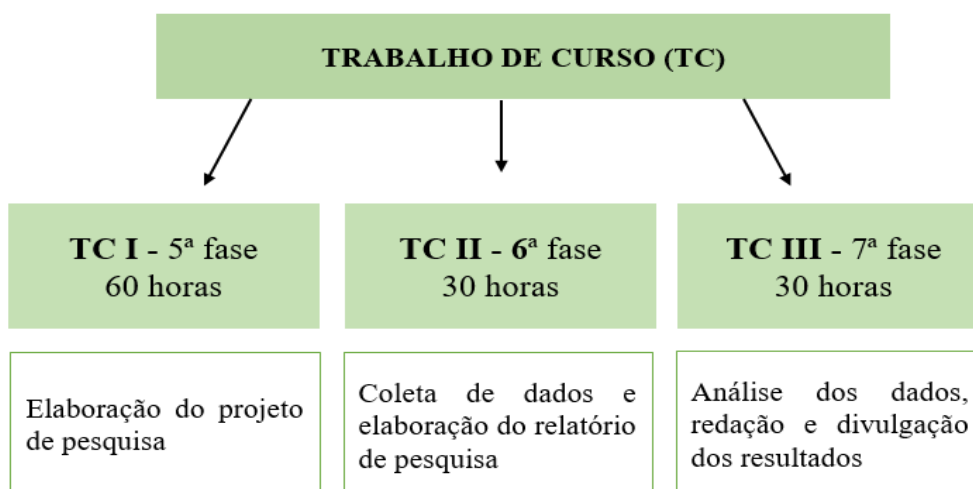 TRABALHO DE CURSO (TC)
TC I - 5ª fase
60 horas
TC II - 6ª fase
30 horas
TC III - 7ª fase
30 horas
Elaboração do projeto
de pesquisa
Coleta de dados e
elaboração do relatório
de pesquisa
Análise dos dados,
redação e divulgação
dos resultados